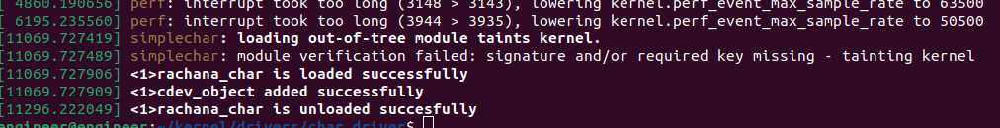 [ 4860.190656] perf: interrupt took too long (3148 > 3143), lowering kernel.perf_event_max_sample_rate to 63500
[ 6195.235560] perf: interrupt took too long (3944 > 3935), lowering kernel.perf_event_max_sample_rate to 50500
[11069.727419] simplechar: loading out-of-tree module taints kernel.
[11069.727489] simplechar: module verification failed: signature and/or required key missing - tainting kernel
[11069.727906] <1>rachana_char is loaded successfully
[11069.727909] <1>cdev_object added successfully
[11296.222049] <1>rachana_char is unloaded succesfully
engineer@engineer:~/kernel/drivers/char_driver$